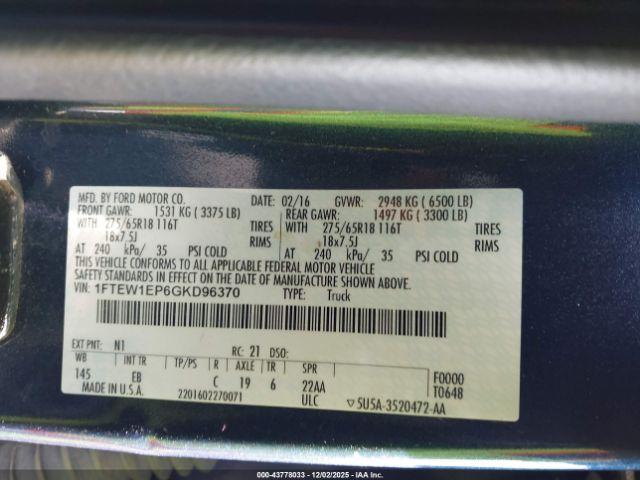 MFD. BY FORD MOTOR CO.
DATE: 02/16 GVWR: 2948 KG ( 6500 LB)
FRONT GAWR: 1531 KG ( 3375 LB) REAR GAWR: 1497 KG ( 3300 LB)
WITH 275/65R18 116T TIRES WITH 275/65R18 116T TIRES
18x7.5J RIMS 18x7.5J RIMS
AT 240 kPa/ 35 PSI COLD AT 240 kPa/ 35 PSI COLD
THIS VEHICLE CONFORMS TO ALL APPLICABLE FEDERAL MOTOR VEHICLE
SAFETY STANDARDS IN EFFECT ON THE DATE OF MANUFACTURE SHOWN ABOVE.
VIN: 1FTEW1EP6GKD96370 TYPE: Truck
EXT PNT: N1 RC: 21 DSO:
WB INT TR TP/PS R AXLE TR SPR
145 EB C 19 6 22AA
F0000
T0648
MADE IN U.S.A. 2201602270071 ULC 5U5A-3520472-AA
000-43778033 - 12/02/2025 - IAAI.COM